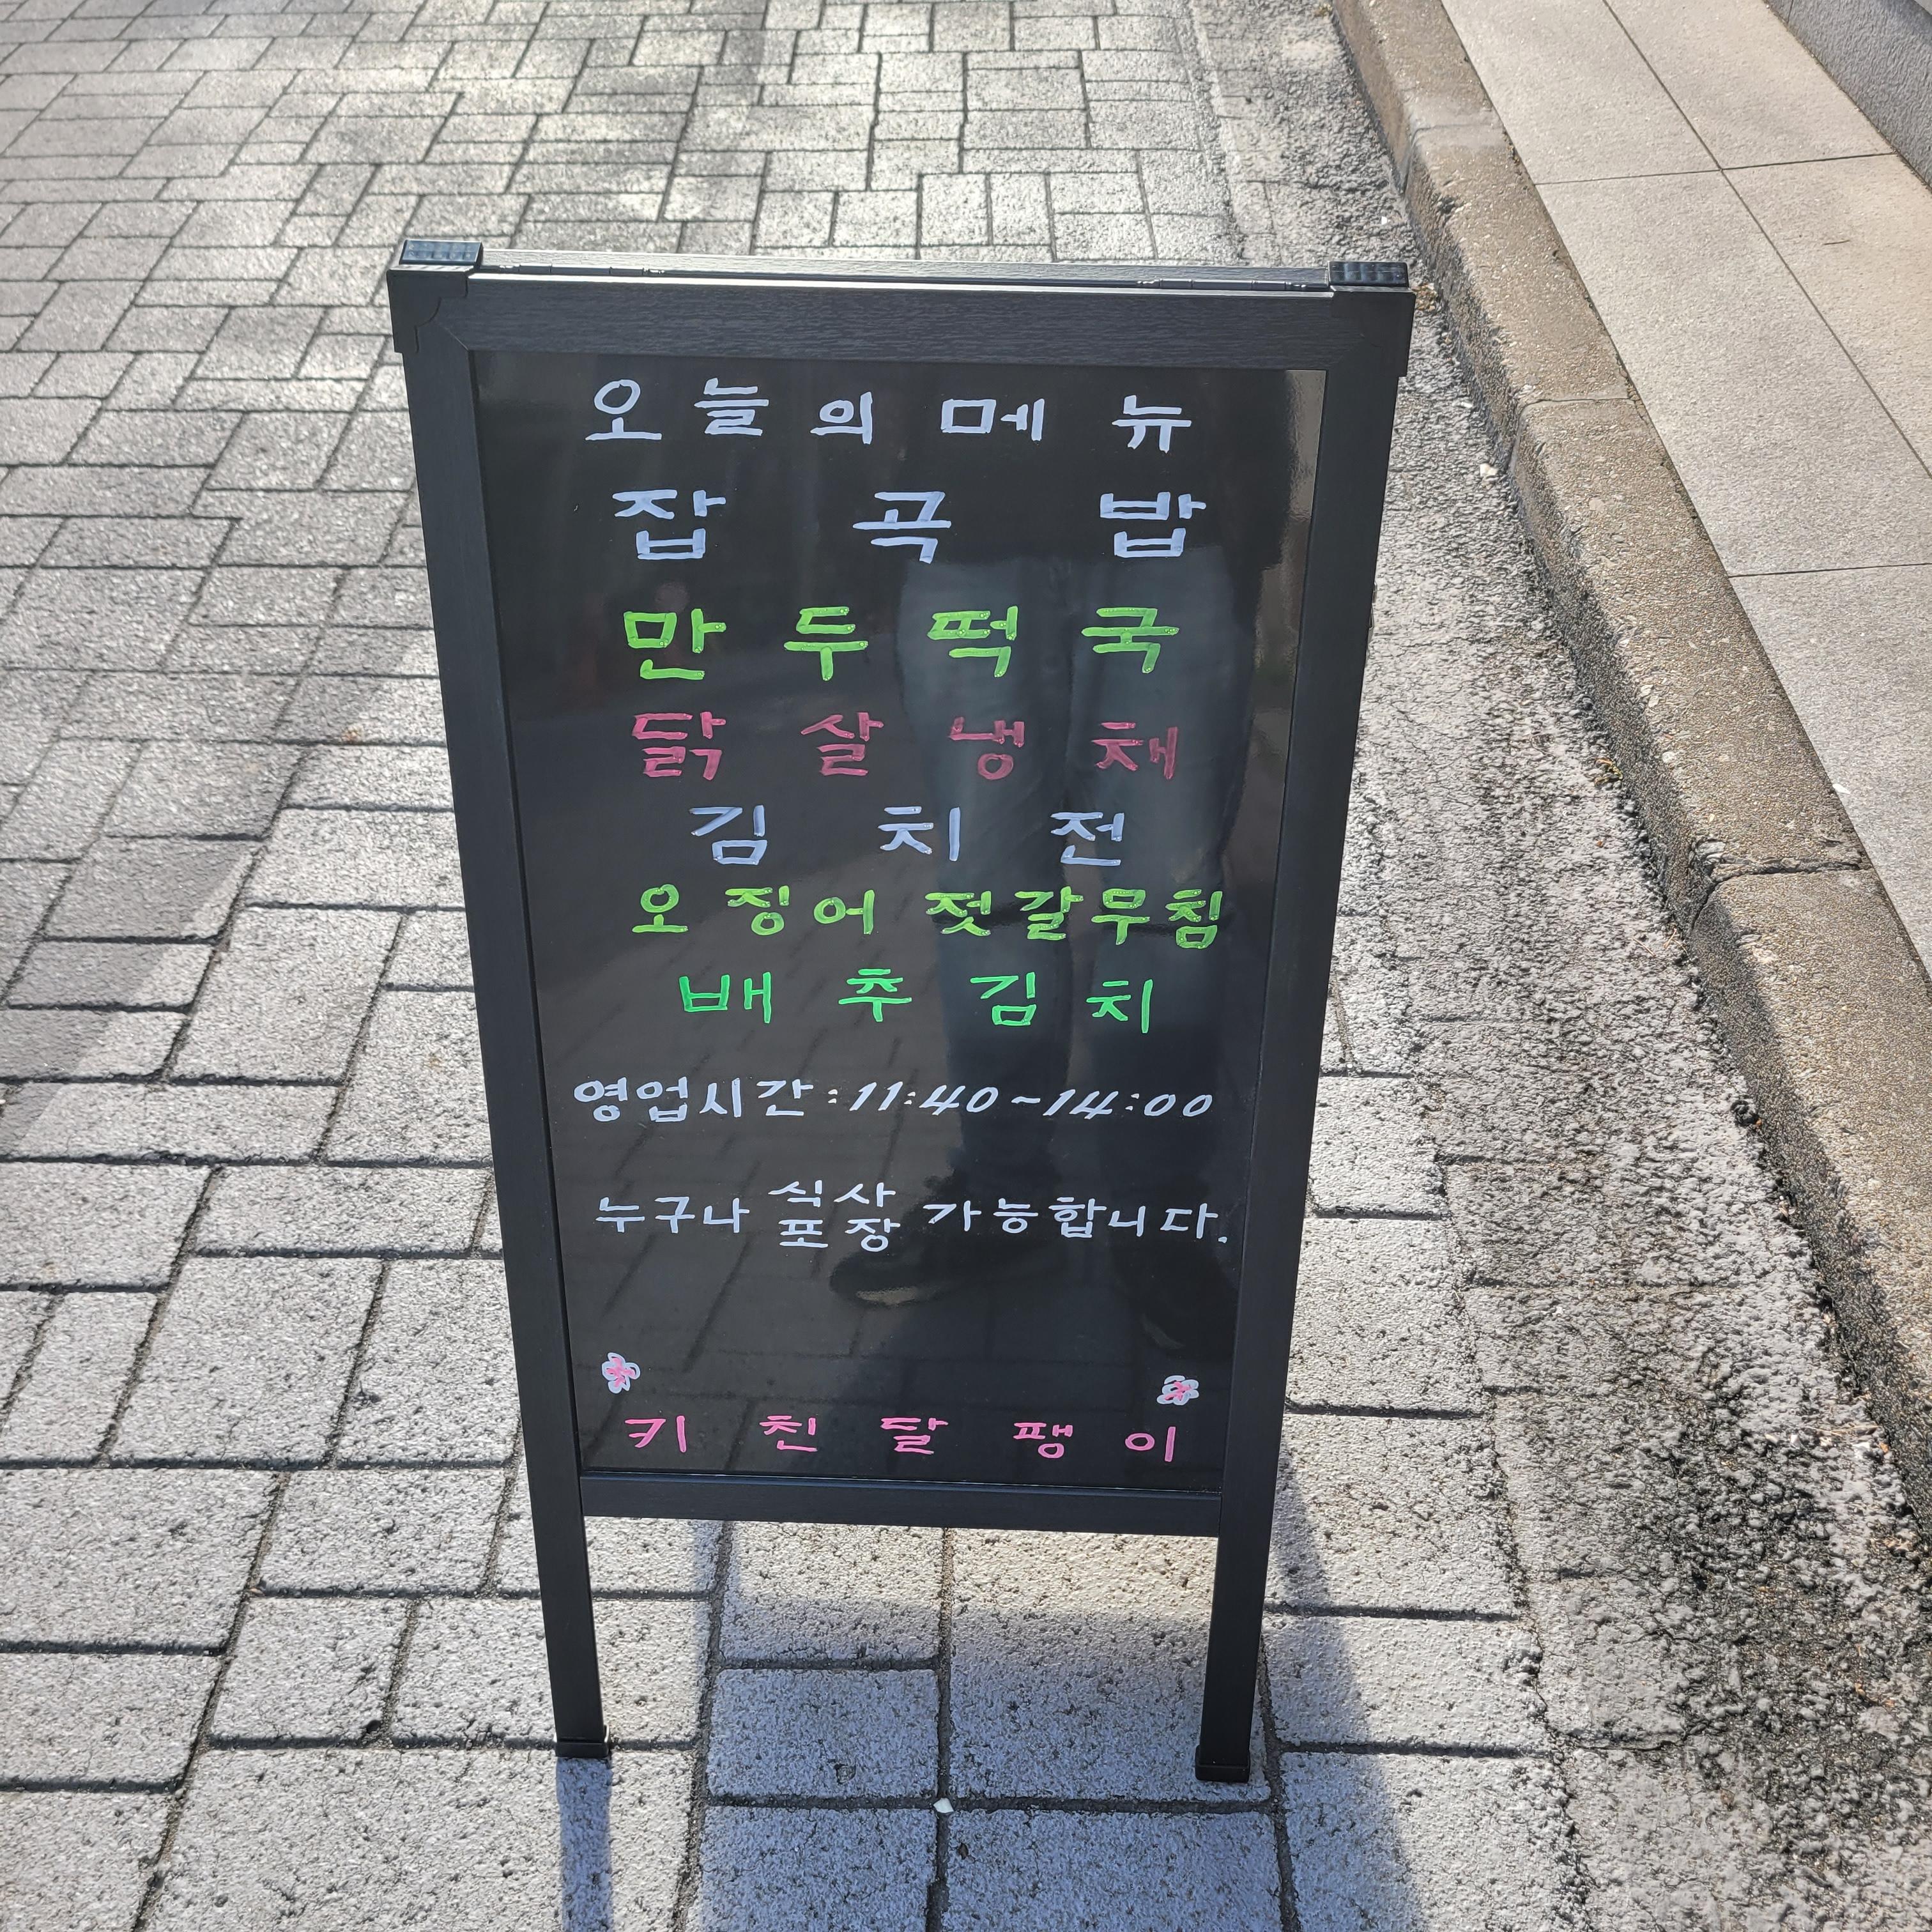 오늘의 메뉴
잡곡밥
만두떡국
닭살냉채
김치전
오징어 젓갈무침
배추김치
영업시간 : 11:40~14:00
누구나 식사 포장 가능합니다.
키친달팽이